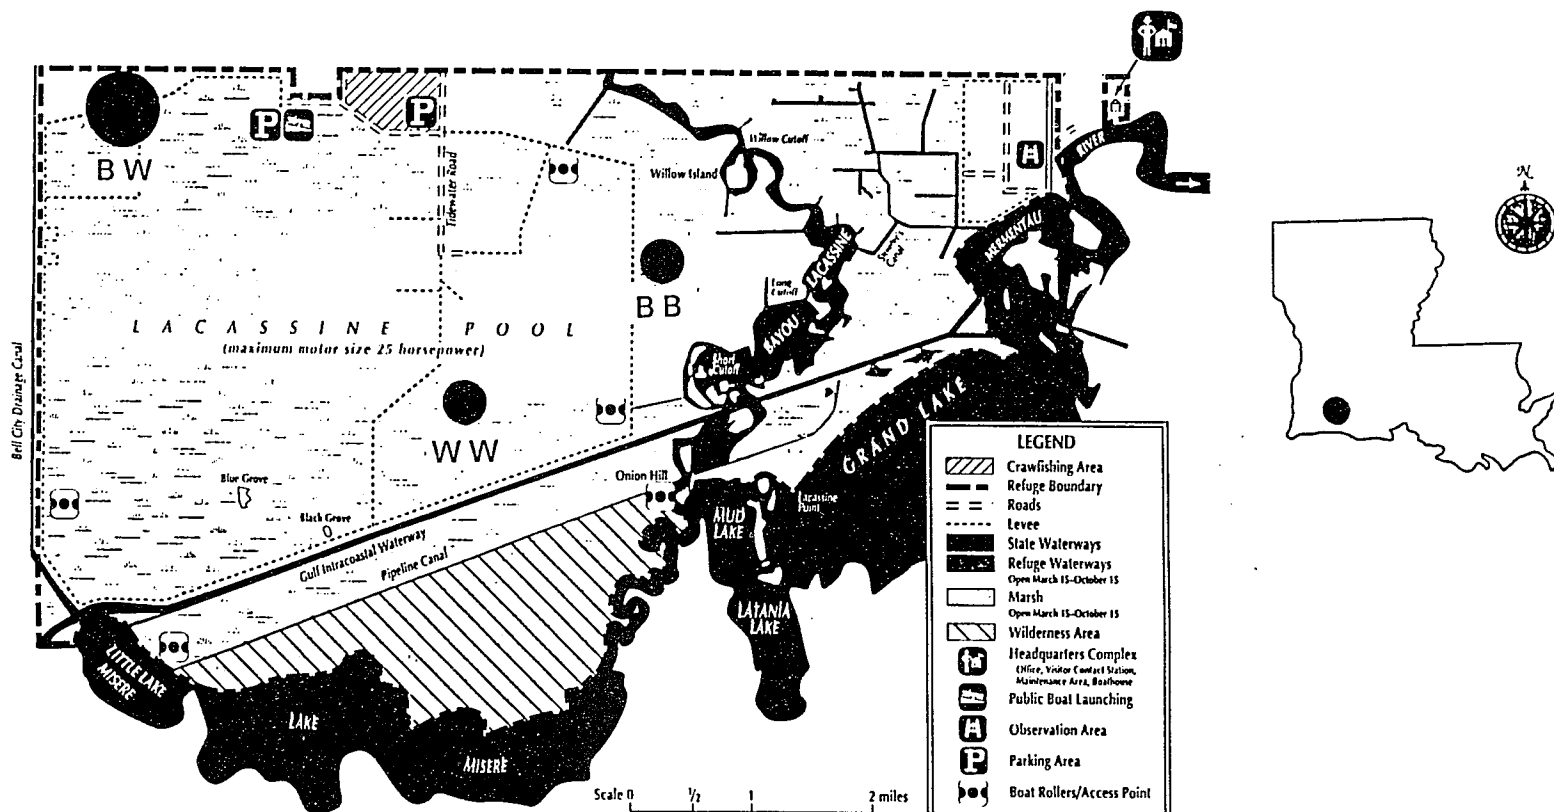 P
P
BW
Willow Cutoff
Willow Island
Tidewater Road
RIVER
MERMENTAU
N
LACASSINE
Streeter's
Canal
Long
Cutoff
BB
LACASSINE POOL
(maximum motor size 25 horsepower)
BAYOU
Short
Cutoff
Bell City Drainage Canal
WW
GRAND LAKE
Blue Grove
Black Grove
Onion Hill
Lacassine
Point
MUD
LAKE
Gulf Intracoastal Waterway
Pipeline Canal
LATANIA
LAKE
LITTLE LAKE
MISERE
LAKE
MISERE
LEGEND
Crawfishing Area
Refuge Boundary
Roads
Levee
State Waterways
Refuge Waterways
Open March 15-October 15
Marsh
Open March 15-October 15
Wilderness Area
Headquarters Complex
Office, Visitor Contact Station,
Maintenance Area, Boathouse
Public Boat Launching
Observation Area
P
Parking Area
Boat Rollers/Access Point
Scale 0 1/2 1 2 miles